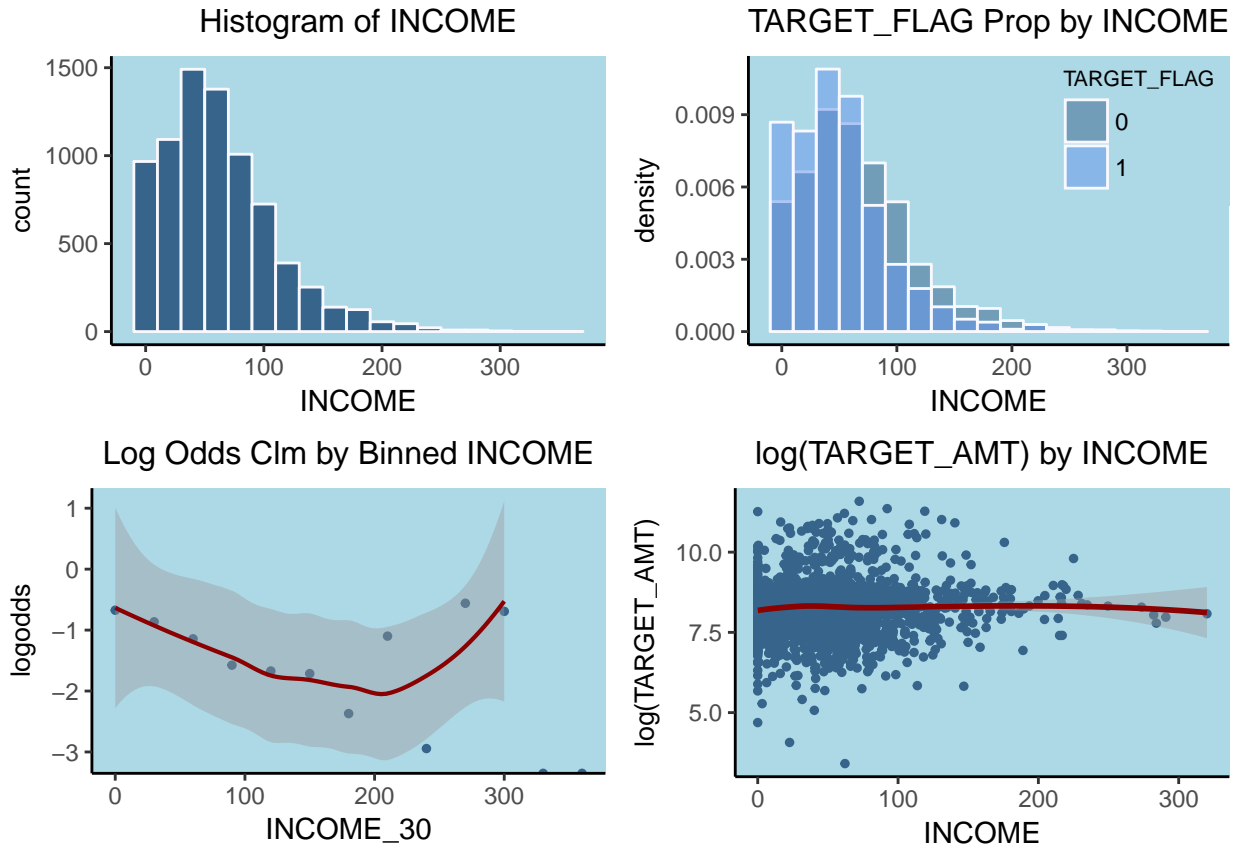 Histogram of INCOME
1500
1000
500
0
count
0 100 200 300
INCOME
TARGET_FLAG Prop by INCOME
TARGET_FLAG
0
1
0.009
0.006
0.003
0.000
density
0 100 200 300
INCOME
Log Odds Clm by Binned INCOME
1
0
−1
−2
−3
logodds
0 100 200 300
INCOME_30
log(TARGET_AMT) by INCOME
10.0
7.5
5.0
log(TARGET_AMT)
0 100 200 300
INCOME